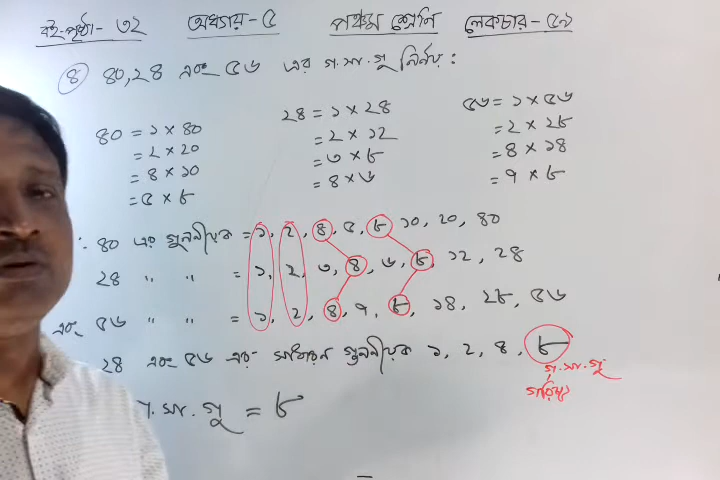 বই-পৃষ্ঠা- ৩২ অধ্যায়-৫ পঞ্চম শ্রেণি লেকচার-৫৯
৪ ৪০, ২৪ এবং ৫৬ এর গ.সা.গু নির্ণয়:
৪০ = ১ × ৪০
= ২ × ২০
= ৪ × ১০
= ৫ × ৮
২৪ = ১ × ২৪
= ২ × ১২
= ৩ × ৮
= ৪ × ৬
৫৬ = ১ × ৫৬
= ২ × ২৮
= ৪ × ১৪
= ৭ × ৮
∴ ৪০ এর গুননীয়ক = ১, ২, ৪, ৫, ৮ ১০, ২০, ৪০
২৪ " " = ১, ২, ৩, ৪, ৬, ৮, ১২, ২৪
এবং ৫৬ " " = ১, ২, ৪, ৭, ৮, ১৪, ২৮, ৫৬
২৪ এবং ৫৬ এর সাধারন গুননীয়ক ১, ২, ৪, ৮
গ.সা.গু
গরিষ্ঠ
.সা.গু = ৮